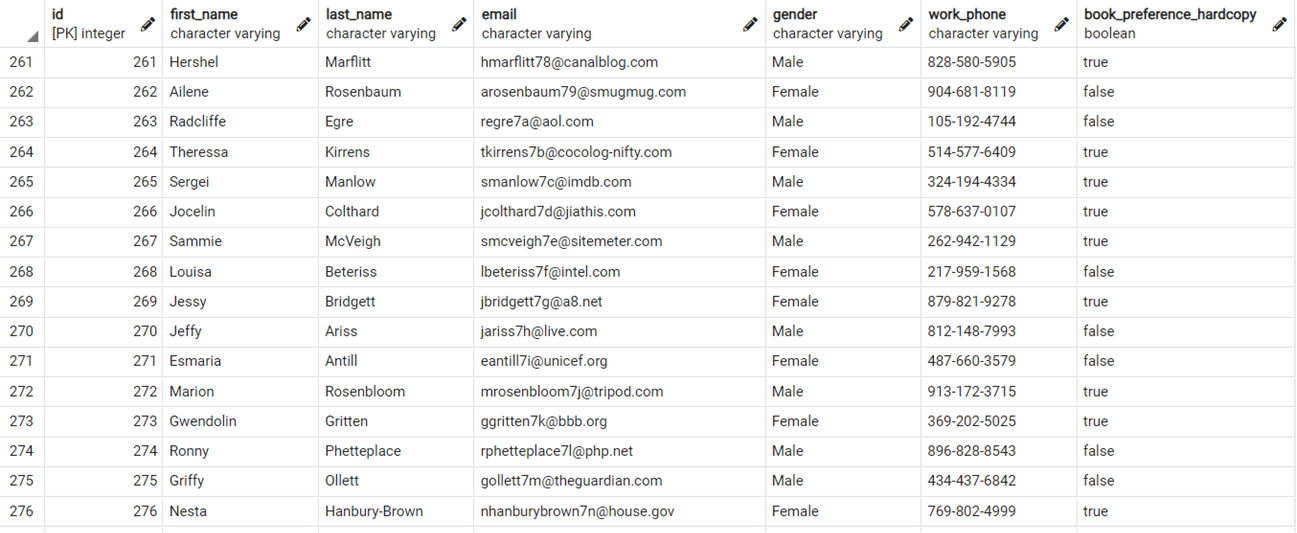 id first_name last_name email gender work_phone book_preference_hardcopy
[PK] integer character varying character varying character varying character varying character varying boolean
261 261 Hershel Marflitt hmarflitt78@canalblog.com Male 828-580-5905 true
262 262 Ailene Rosenbaum arosenbaum79@smugmug.com Female 904-681-8119 false
263 263 Radcliffe Egre regre7a@aol.com Male 105-192-4744 false
264 264 Theressa Kirrens tkirrens7b@cocolog-nifty.com Female 514-577-6409 true
265 265 Sergei Manlow smanlow7c@imdb.com Male 324-194-4334 true
266 266 Jocelin Colthard jcolthard7d@jiathis.com Female 578-637-0107 true
267 267 Sammie McVeigh smcveigh7e@sitemeter.com Male 262-942-1129 true
268 268 Louisa Beteriss lbeteriss7f@intel.com Female 217-959-1568 false
269 269 Jessy Bridgett jbridgett7g@a8.net Female 879-821-9278 true
270 270 Jeffy Ariss jariss7h@live.com Male 812-148-7993 false
271 271 Esmaria Antill eantill7i@unicef.org Female 487-660-3579 false
272 272 Marion Rosenbloom mrosenbloom7j@tripod.com Male 913-172-3715 true
273 273 Gwendolin Gritten ggritten7k@bbb.org Female 369-202-5025 true
274 274 Ronny Phetteplace rphetteplace7l@php.net Male 896-828-8543 false
275 275 Griffy Ollett gollett7m@theguardian.com Male 434-437-6842 false
276 276 Nesta Hanbury-Brown nhanburybrown7n@house.gov Female 769-802-4999 true